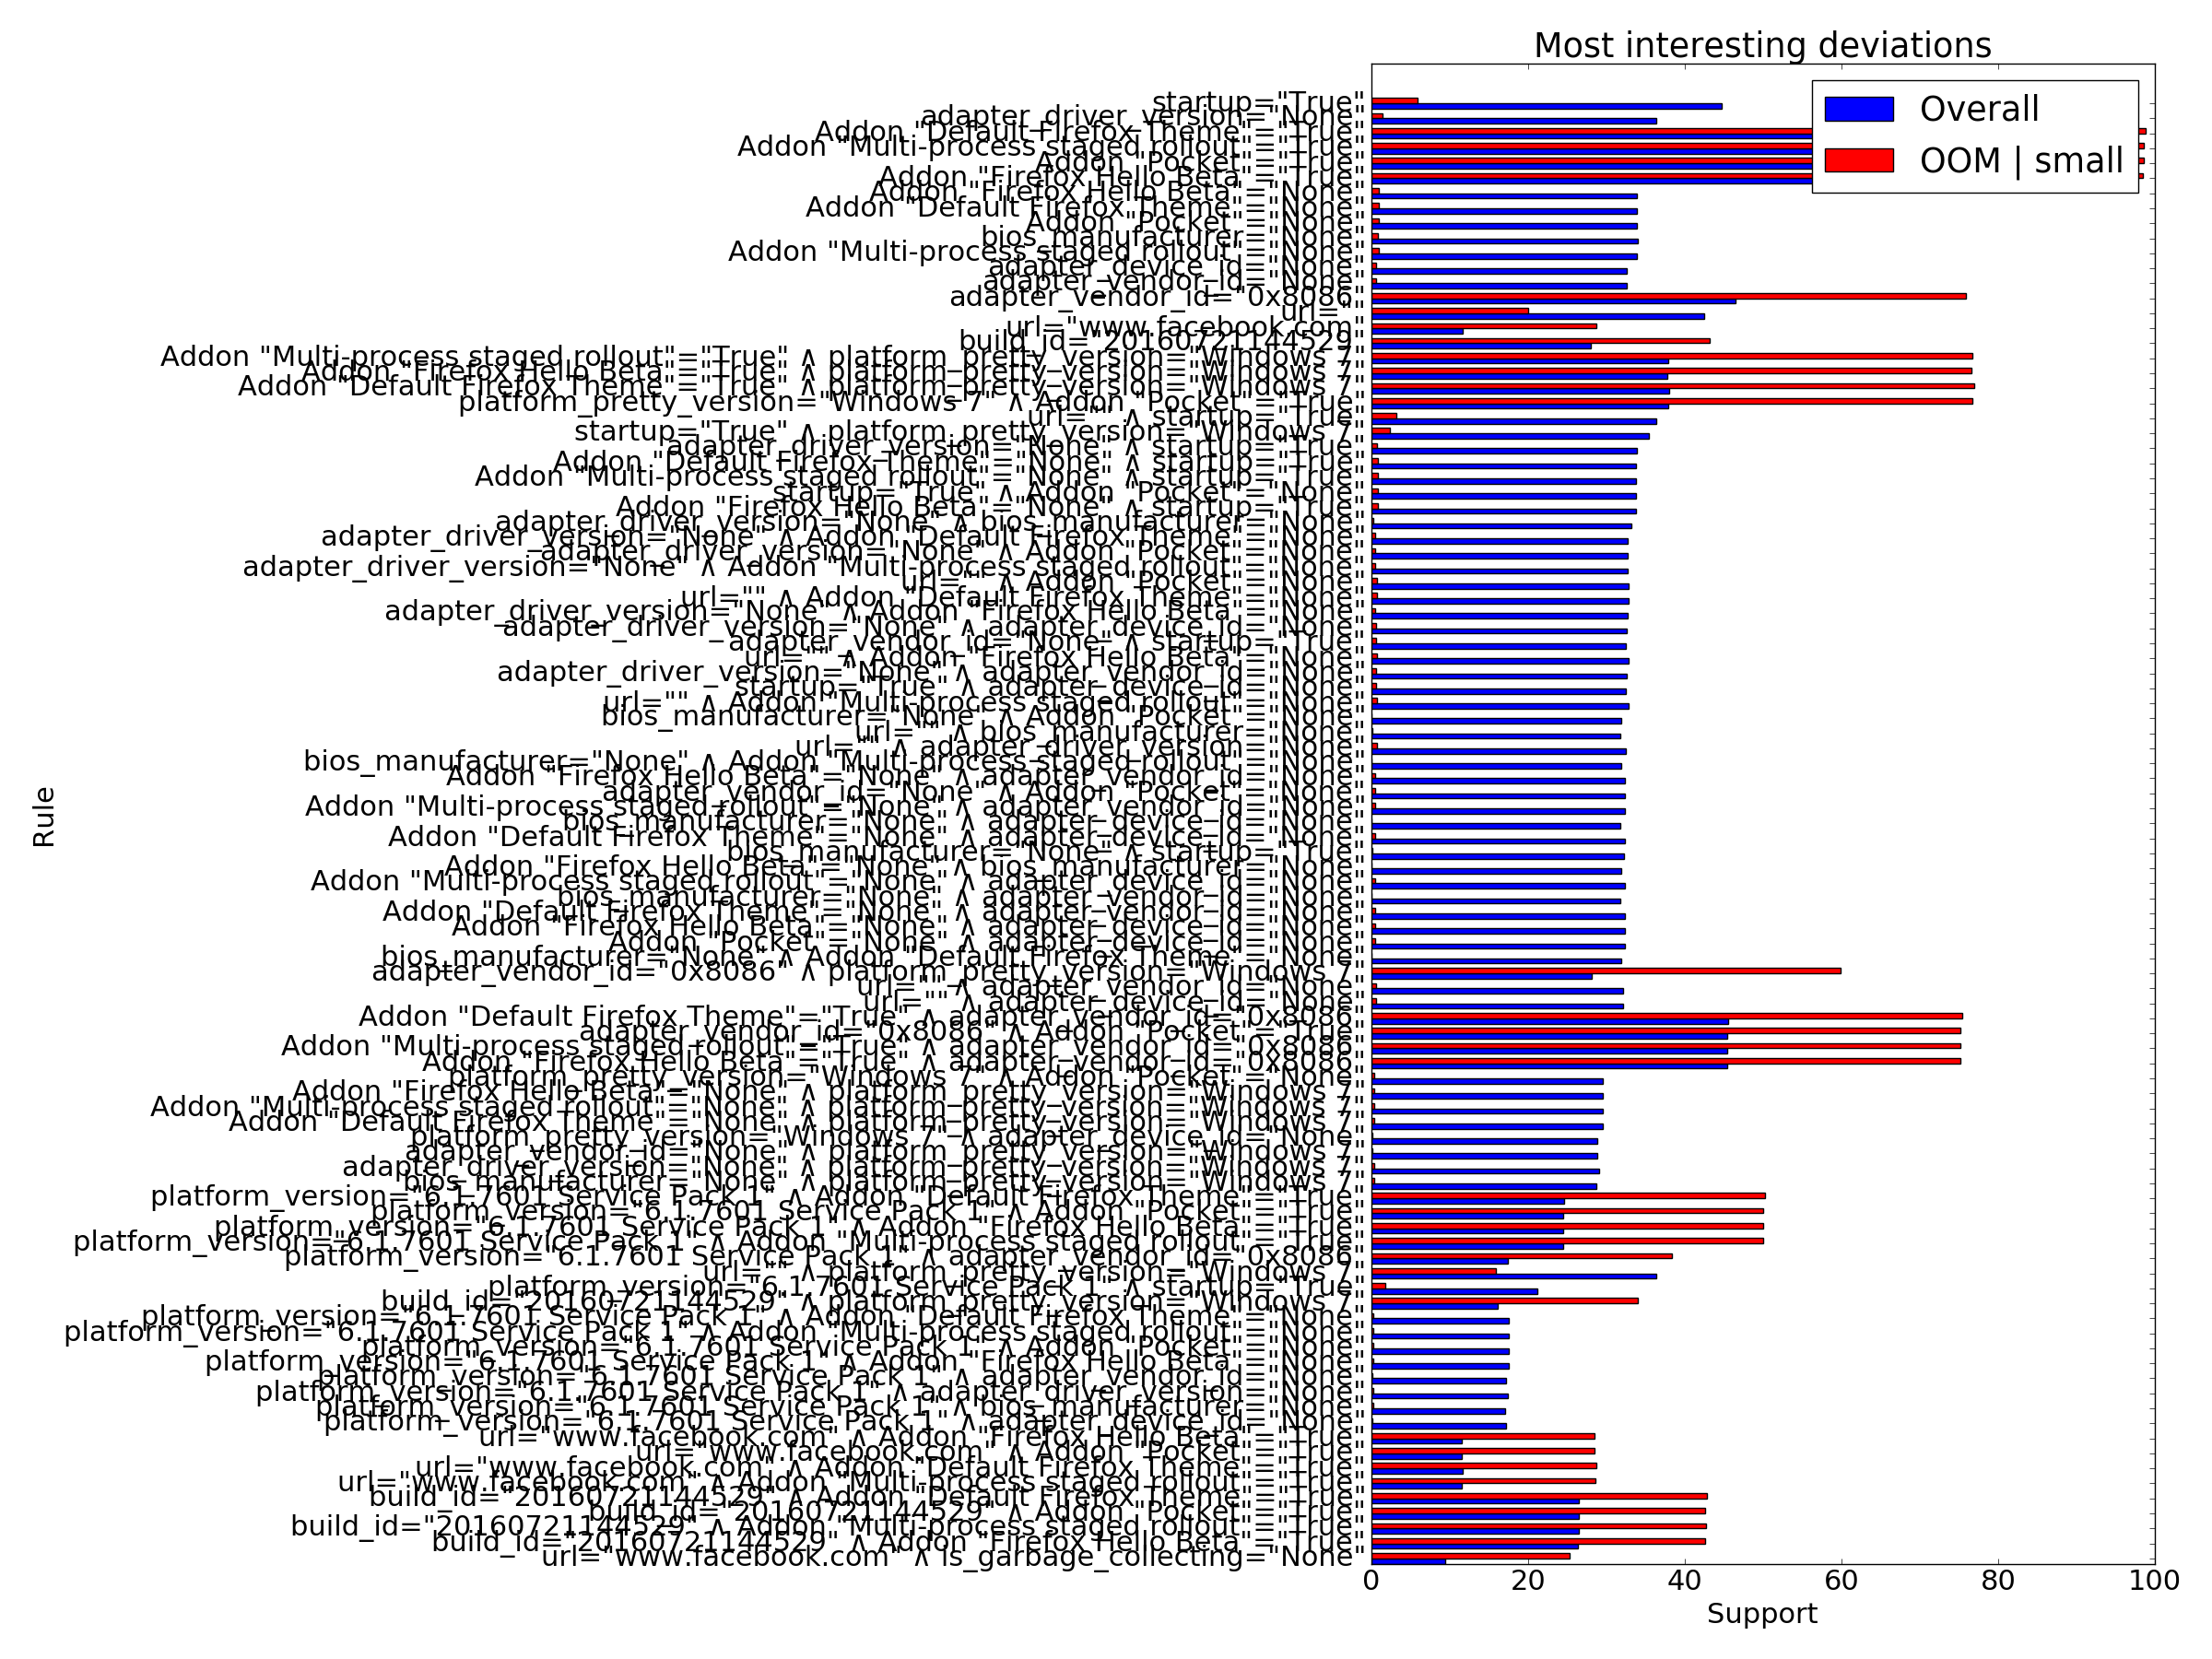 Most interesting deviations
Overall
OOM | small
startup="True"
adapter_driver_version="None"
Addon "Default Firefox Theme"="True"
Addon "Multi-process staged rollout"="True"
Addon "Pocket"="True"
Addon "Firefox Hello Beta"="True"
Addon "Firefox Hello Beta"="None"
Addon "Default Firefox Theme"="None"
Addon "Pocket"="None"
bios_manufacturer="None"
Addon "Multi-process staged rollout"="None"
adapter_device_id="None"
adapter_vendor_id="None"
adapter_vendor_id="0x8086"
url=""
url="www.facebook.com"
build_id="20160721144529"
Addon "Multi-process staged rollout"="True" ∧ platform_pretty_version="Windows 7"
Addon "Firefox Hello Beta"="True" ∧ platform_pretty_version="Windows 7"
Addon "Default Firefox Theme"="True" ∧ platform_pretty_version="Windows 7"
platform_pretty_version="Windows 7" ∧ Addon "Pocket"="True"
url="" ∧ startup="True"
startup="True" ∧ platform_pretty_version="Windows 7"
adapter_driver_version="None" ∧ startup="True"
Addon "Default Firefox Theme"="None" ∧ startup="True"
Addon "Multi-process staged rollout"="None" ∧ startup="True"
startup="True" ∧ Addon "Pocket"="None"
Addon "Firefox Hello Beta"="None" ∧ startup="True"
adapter_driver_version="None" ∧ bios_manufacturer="None"
adapter_driver_version="None" ∧ Addon "Default Firefox Theme"="None"
adapter_driver_version="None" ∧ Addon "Pocket"="None"
adapter_driver_version="None" ∧ Addon "Multi-process staged rollout"="None"
url="" ∧ Addon "Pocket"="None"
url="" ∧ Addon "Default Firefox Theme"="None"
adapter_driver_version="None" ∧ Addon "Firefox Hello Beta"="None"
adapter_driver_version="None" ∧ adapter_device_id="None"
adapter_vendor_id="None" ∧ startup="True"
url="" ∧ Addon "Firefox Hello Beta"="None"
adapter_driver_version="None" ∧ adapter_vendor_id="None"
startup="True" ∧ adapter_device_id="None"
url="" ∧ Addon "Multi-process staged rollout"="None"
bios_manufacturer="None" ∧ Addon "Pocket"="None"
url="" ∧ bios_manufacturer="None"
url="" ∧ adapter_driver_version="None"
bios_manufacturer="None" ∧ Addon "Multi-process staged rollout"="None"
Addon "Firefox Hello Beta"="None" ∧ adapter_vendor_id="None"
adapter_vendor_id="None" ∧ Addon "Pocket"="None"
Addon "Multi-process staged rollout"="None" ∧ adapter_vendor_id="None"
bios_manufacturer="None" ∧ adapter_device_id="None"
Addon "Default Firefox Theme"="None" ∧ adapter_device_id="None"
bios_manufacturer="None" ∧ startup="True"
Addon "Firefox Hello Beta"="None" ∧ bios_manufacturer="None"
Addon "Multi-process staged rollout"="None" ∧ adapter_device_id="None"
bios_manufacturer="None" ∧ adapter_vendor_id="None"
Addon "Default Firefox Theme"="None" ∧ adapter_vendor_id="None"
Addon "Firefox Hello Beta"="None" ∧ adapter_device_id="None"
Addon "Pocket"="None" ∧ adapter_device_id="None"
bios_manufacturer="None" ∧ Addon "Default Firefox Theme"="None"
adapter_vendor_id="0x8086" ∧ platform_pretty_version="Windows 7"
url="" ∧ adapter_vendor_id="None"
url="" ∧ adapter_device_id="None"
Addon "Default Firefox Theme"="True" ∧ adapter_vendor_id="0x8086"
adapter_vendor_id="0x8086" ∧ Addon "Pocket"="True"
Addon "Multi-process staged rollout"="True" ∧ adapter_vendor_id="0x8086"
Addon "Firefox Hello Beta"="True" ∧ adapter_vendor_id="0x8086"
platform_pretty_version="Windows 7" ∧ Addon "Pocket"="None"
Addon "Firefox Hello Beta"="None" ∧ platform_pretty_version="Windows 7"
Addon "Multi-process staged rollout"="None" ∧ platform_pretty_version="Windows 7"
Addon "Default Firefox Theme"="None" ∧ platform_pretty_version="Windows 7"
platform_pretty_version="Windows 7" ∧ adapter_device_id="None"
adapter_vendor_id="None" ∧ platform_pretty_version="Windows 7"
adapter_driver_version="None" ∧ platform_pretty_version="Windows 7"
bios_manufacturer="None" ∧ platform_pretty_version="Windows 7"
platform_version="6.1.7601 Service Pack 1" ∧ Addon "Default Firefox Theme"="True"
platform_version="6.1.7601 Service Pack 1" ∧ Addon "Pocket"="True"
platform_version="6.1.7601 Service Pack 1" ∧ Addon "Firefox Hello Beta"="True"
platform_version="6.1.7601 Service Pack 1" ∧ Addon "Multi-process staged rollout"="True"
platform_version="6.1.7601 Service Pack 1" ∧ adapter_vendor_id="0x8086"
url="" ∧ platform_pretty_version="Windows 7"
platform_version="6.1.7601 Service Pack 1" ∧ startup="True"
build_id="20160721144529" ∧ platform_pretty_version="Windows 7"
platform_version="6.1.7601 Service Pack 1" ∧ Addon "Default Firefox Theme"="None"
platform_version="6.1.7601 Service Pack 1" ∧ Addon "Multi-process staged rollout"="None"
platform_version="6.1.7601 Service Pack 1" ∧ Addon "Pocket"="None"
platform_version="6.1.7601 Service Pack 1" ∧ Addon "Firefox Hello Beta"="None"
platform_version="6.1.7601 Service Pack 1" ∧ adapter_vendor_id="None"
platform_version="6.1.7601 Service Pack 1" ∧ adapter_driver_version="None"
platform_version="6.1.7601 Service Pack 1" ∧ bios_manufacturer="None"
platform_version="6.1.7601 Service Pack 1" ∧ adapter_device_id="None"
url="www.facebook.com" ∧ Addon "Firefox Hello Beta"="True"
url="www.facebook.com" ∧ Addon "Pocket"="True"
url="www.facebook.com" ∧ Addon "Default Firefox Theme"="True"
url="www.facebook.com" ∧ Addon "Multi-process staged rollout"="True"
build_id="20160721144529" ∧ Addon "Default Firefox Theme"="True"
build_id="20160721144529" ∧ Addon "Pocket"="True"
build_id="20160721144529" ∧ Addon "Multi-process staged rollout"="True"
build_id="20160721144529" ∧ Addon "Firefox Hello Beta"="True"
url="www.facebook.com" ∧ is_garbage_collecting="None"
Rule
0 20 40 60 80 100
Support